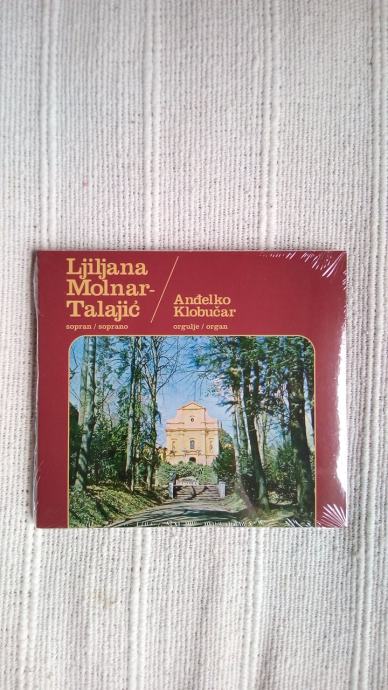 Ljiljana
Molnar-
Talajić
sopran / soprano
Anđelko
Klobučar
orgulje / organ